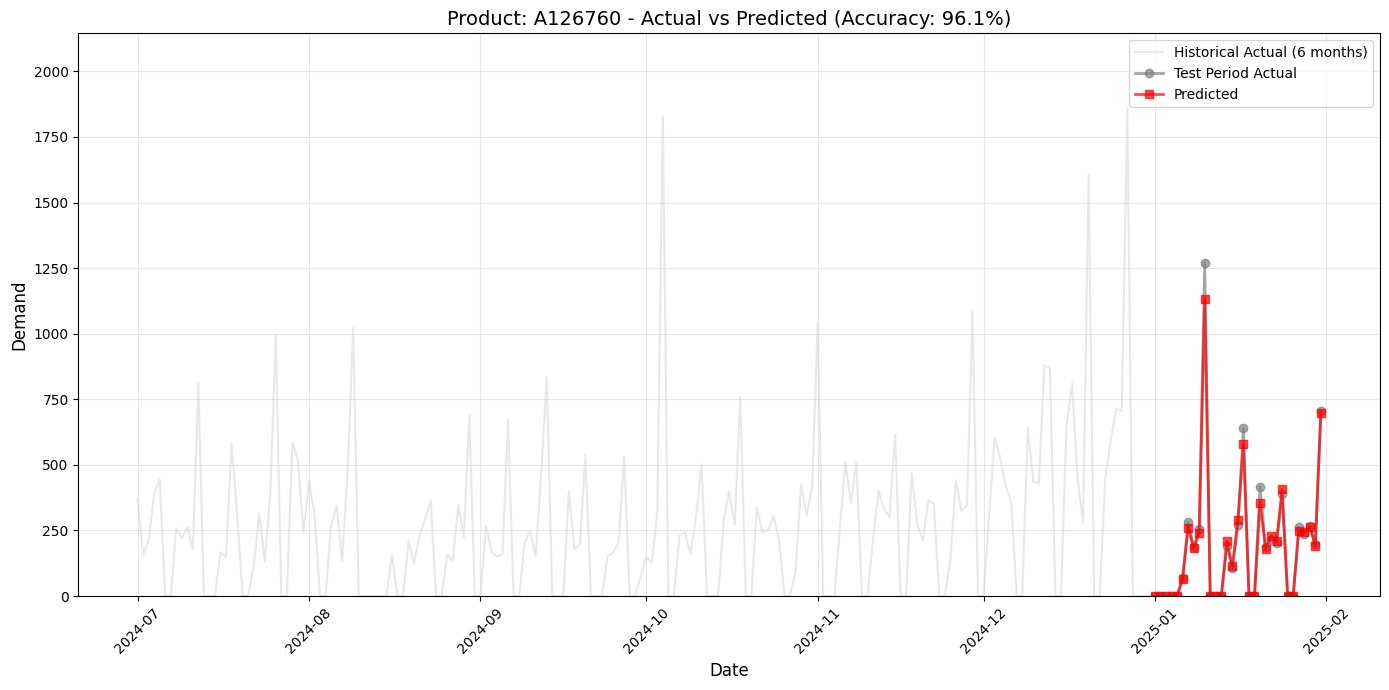 Product: A126760 - Actual vs Predicted (Accuracy: 96.1%)
Historical Actual (6 months)
Test Period Actual
Predicted
Demand
2000
1750
1500
1250
1000
750
500
250
0
2024-07
2024-08
2024-09
2024-10
2024-11
2024-12
2025-01
2025-02
Date